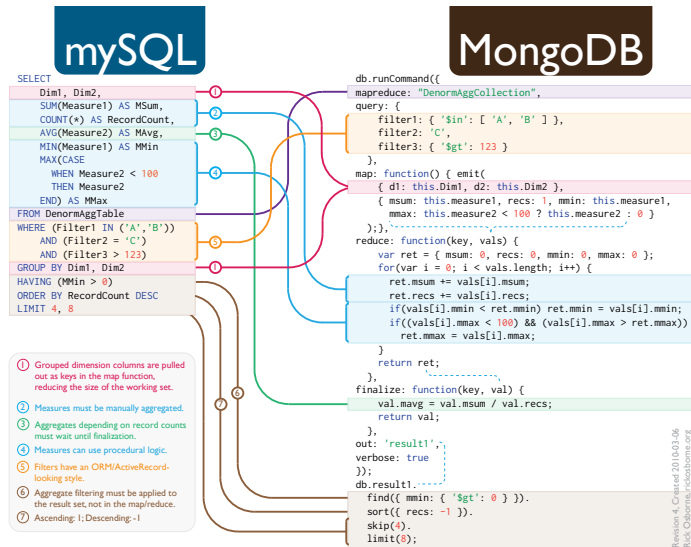 mySQL
SELECT
Dim1, Dim2,
SUM(Measure1) AS MSum,
COUNT(*) AS RecordCount,
AVG(Measure2) AS MAvg,
MIN(Measure1) AS MMin
MAX(CASE
WHEN Measure2 < 100
THEN Measure2
END) AS MMax
FROM DenormAggTable
WHERE (Filter1 IN ('A','B'))
AND (Filter2 = 'C')
AND (Filter3 > 123)
GROUP BY Dim1, Dim2
HAVING (MMin > 0)
ORDER BY RecordCount DESC
LIMIT 4, 8
1
2
3
4
5
1
6
7
1 Grouped dimension columns are pulled
out as keys in the map function,
reducing the size of the working set.
2 Measures must be manually aggregated.
3 Aggregates depending on record counts
must wait until finalization.
4 Measures can use procedural logic.
5 Filters have an ORM/ActiveRecord-
looking style.
6 Aggregate filtering must be applied to
the result set, not in the map/reduce.
7 Ascending: 1; Descending: -1
MongoDB
db.runCommand({
mapreduce: "DenormAggCollection",
query: {
filter1: { '$in': [ 'A', 'B' ] },
filter2: 'C',
filter3: { '$gt': 123 }
},
map: function() { emit(
{ d1: this.Dim1, d2: this.Dim2 },
{ msum: this.measure1, recs: 1, mmin: this.measure1,
mmax: this.measure2 < 100 ? this.measure2 : 0 }
);},
reduce: function(key, vals) {
var ret = { msum: 0, recs: 0, mmin: 0, mmax: 0 };
for(var i = 0; i < vals.length; i++) {
ret.msum += vals[i].msum;
ret.recs += vals[i].recs;
if(vals[i].mmin < ret.mmin) ret.mmin = vals[i].mmin;
if((vals[i].mmax < 100) && (vals[i].mmax > ret.mmax))
ret.mmax = vals[i].mmax;
}
return ret;
},
finalize: function(key, val) {
val.mavg = val.msum / val.recs;
return val;
},
out: 'result1',
verbose: true
});
db.result1.
find({ mmin: { '$gt': 0 } }).
sort({ recs: -1 }).
skip(4).
limit(8);
Revision 4, Created 2010-03-06
Rick Osborne, rickosborne.org